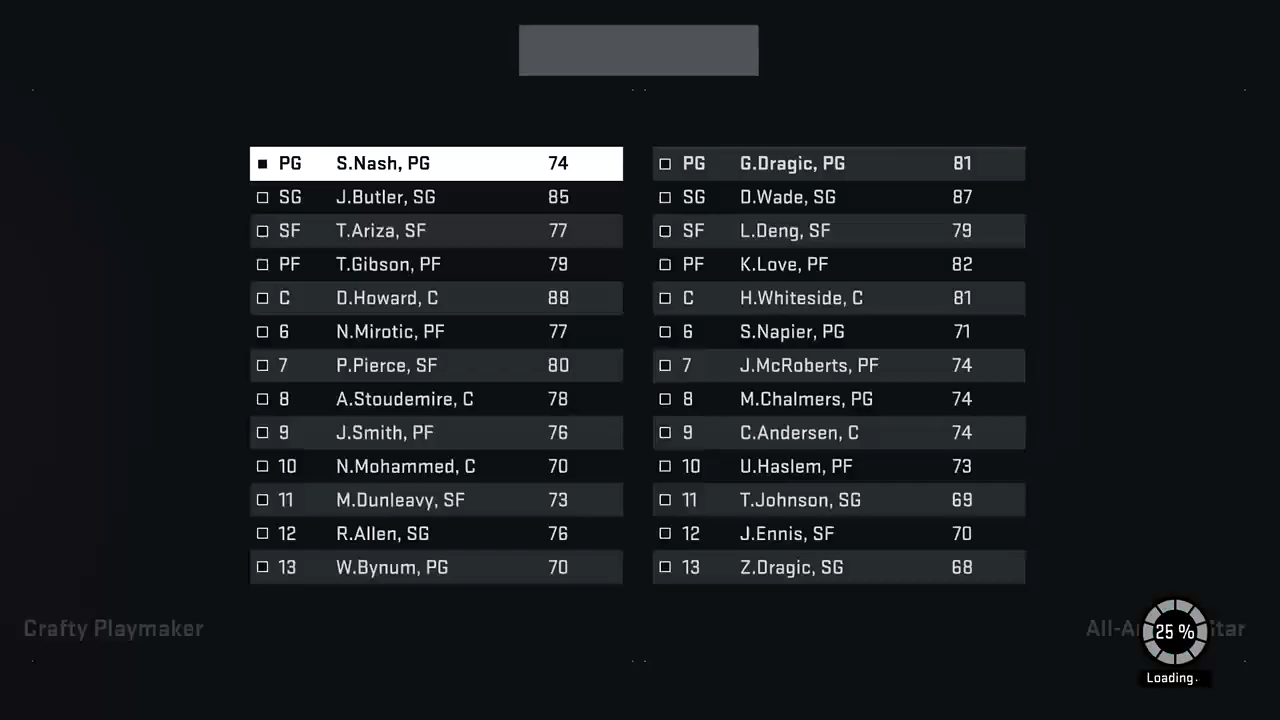 PG S.Nash, PG 74
SG J.Butler, SG 85
SF T.Ariza, SF 77
PF T.Gibson, PF 79
C D.Howard, C 88
6 N.Mirotic, PF 77
7 P.Pierce, SF 80
8 A.Stoudemire, C 78
9 J.Smith, PF 76
10 N.Mohammed, C 70
11 M.Dunleavy, SF 73
12 R.Allen, SG 76
13 W.Bynum, PG 70
PG G.Dragic, PG 81
SG D.Wade, SG 87
SF L.Deng, SF 79
PF K.Love, PF 82
C H.Whiteside, C 81
6 S.Napier, PG 71
7 J.McRoberts, PF 74
8 M.Chalmers, PG 74
9 C.Andersen, C 74
10 U.Haslem, PF 73
11 T.Johnson, SG 69
12 J.Ennis, SF 70
13 Z.Dragic, SG 68
Crafty Playmaker
25 %
Loading.